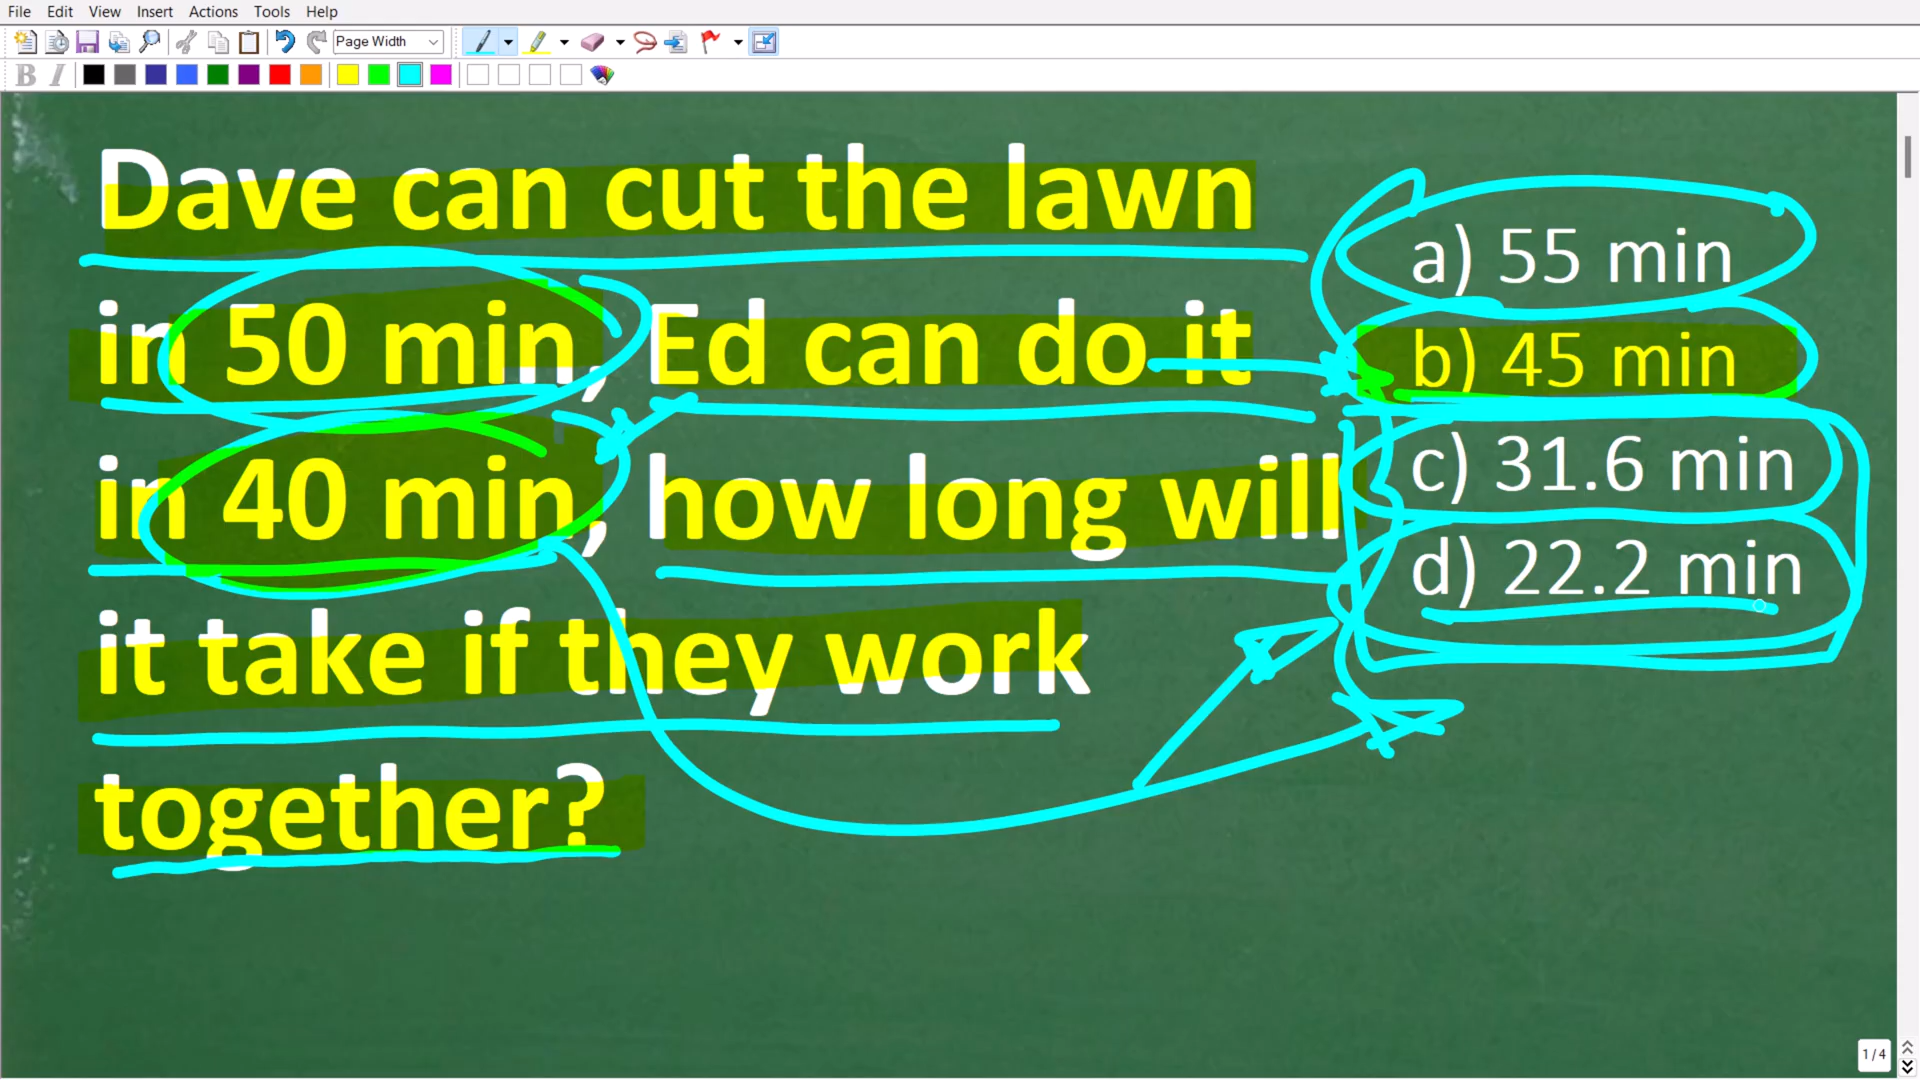 File Edit View Insert Actions Tools Help
Page Width
B I
Dave can cut the lawn
in 50 min, Ed can do it
in 40 min, how long will
it take if they work
together?
a) 55 min
b) 45 min
c) 31.6 min
d) 22.2 min
1/4